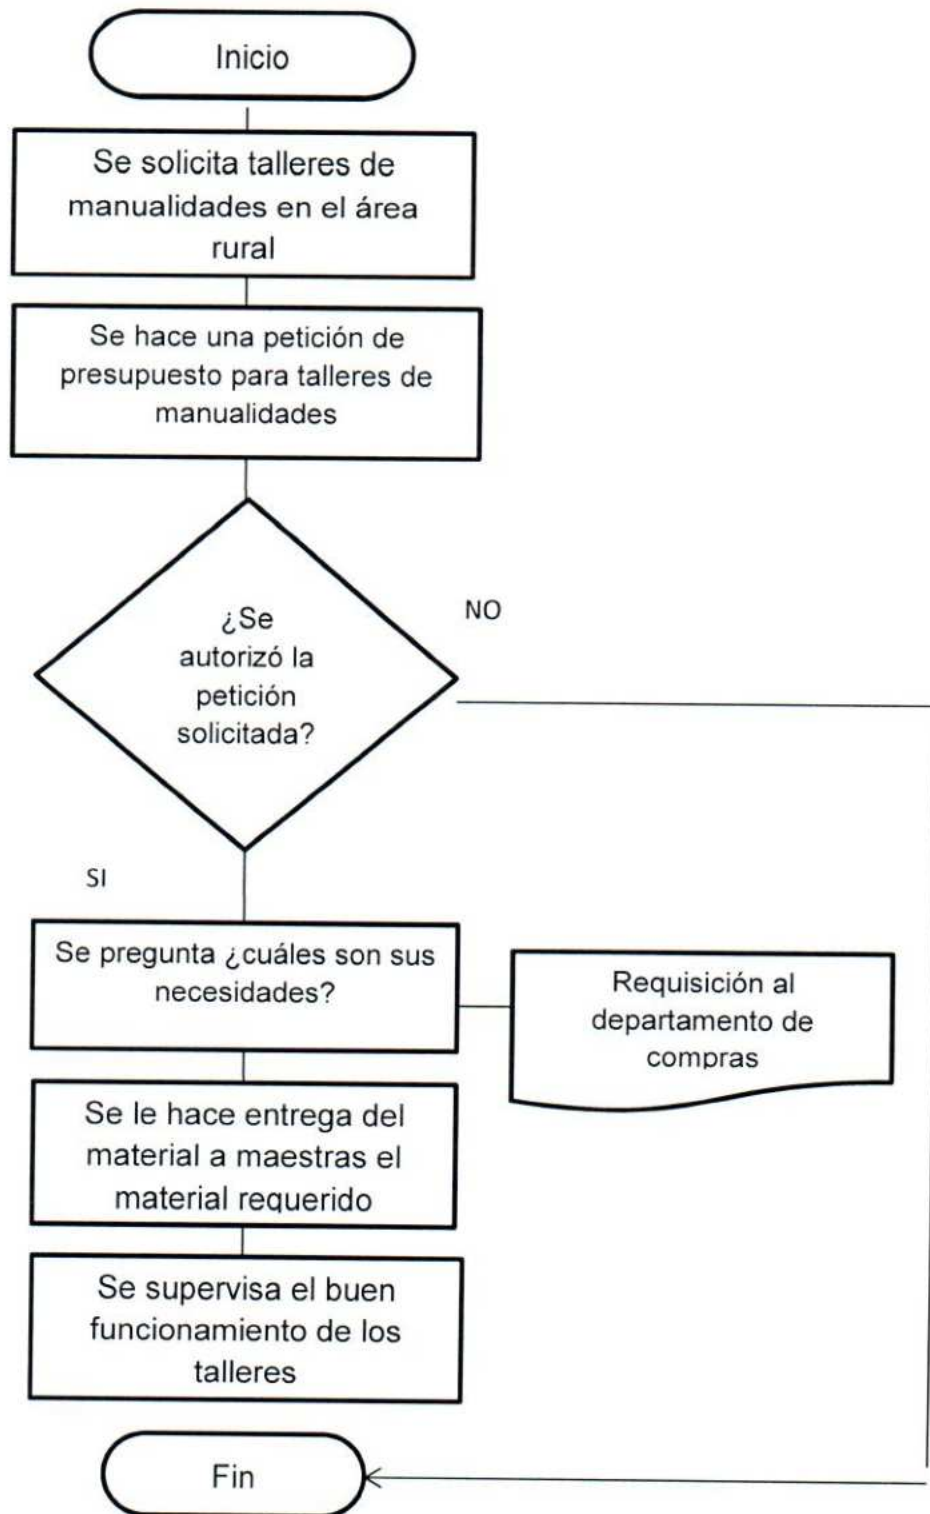 Inicio
Se solicita talleres de
manualidades en el área
rural
Se hace una petición de
presupuesto para talleres de
manualidades
¿Se
autorizó la
petición
solicitada?
NO
SI
Se pregunta ¿cuáles son sus
necesidades?
Requisición al
departamento de
compras
Se le hace entrega del
material a maestras el
material requerido
Se supervisa el buen
funcionamiento de los
talleres
Fin